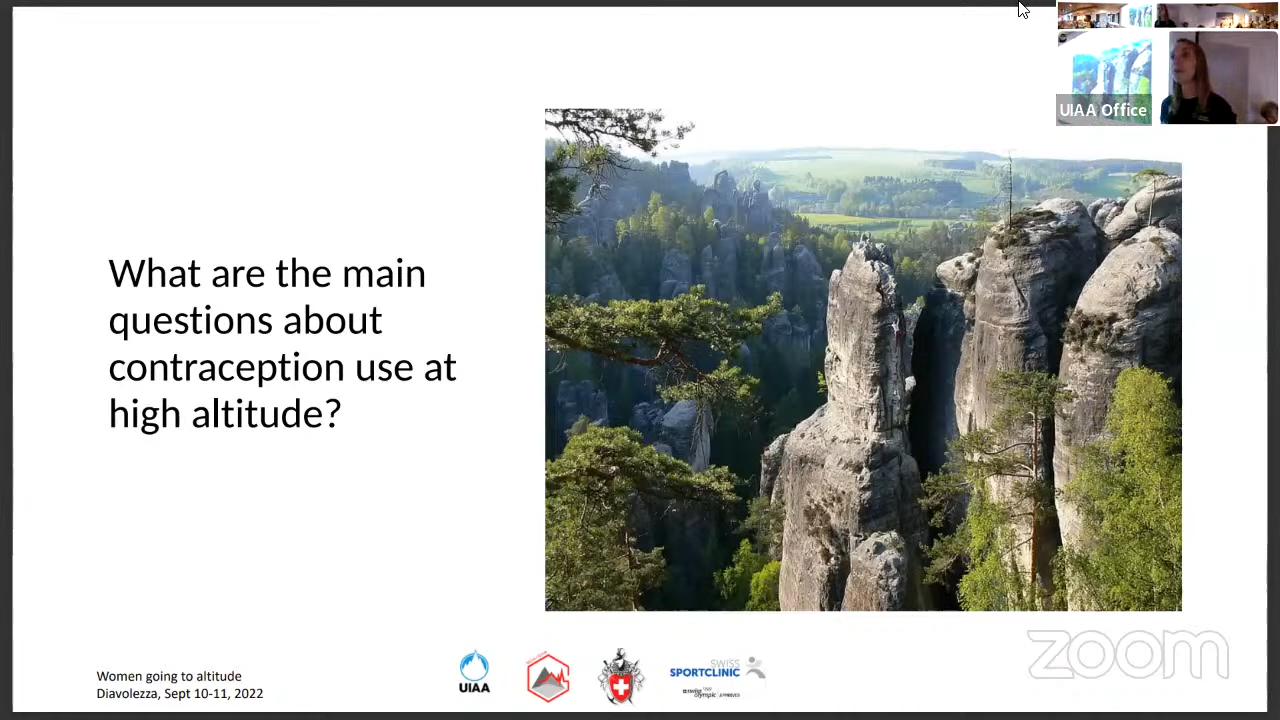 UIAA Office
What are the main
questions about
contraception use at
high altitude?
Women going to altitude
Diavolezza, Sept 10-11, 2022
UIAA
SWISS
SPORTCLINIC
zoom